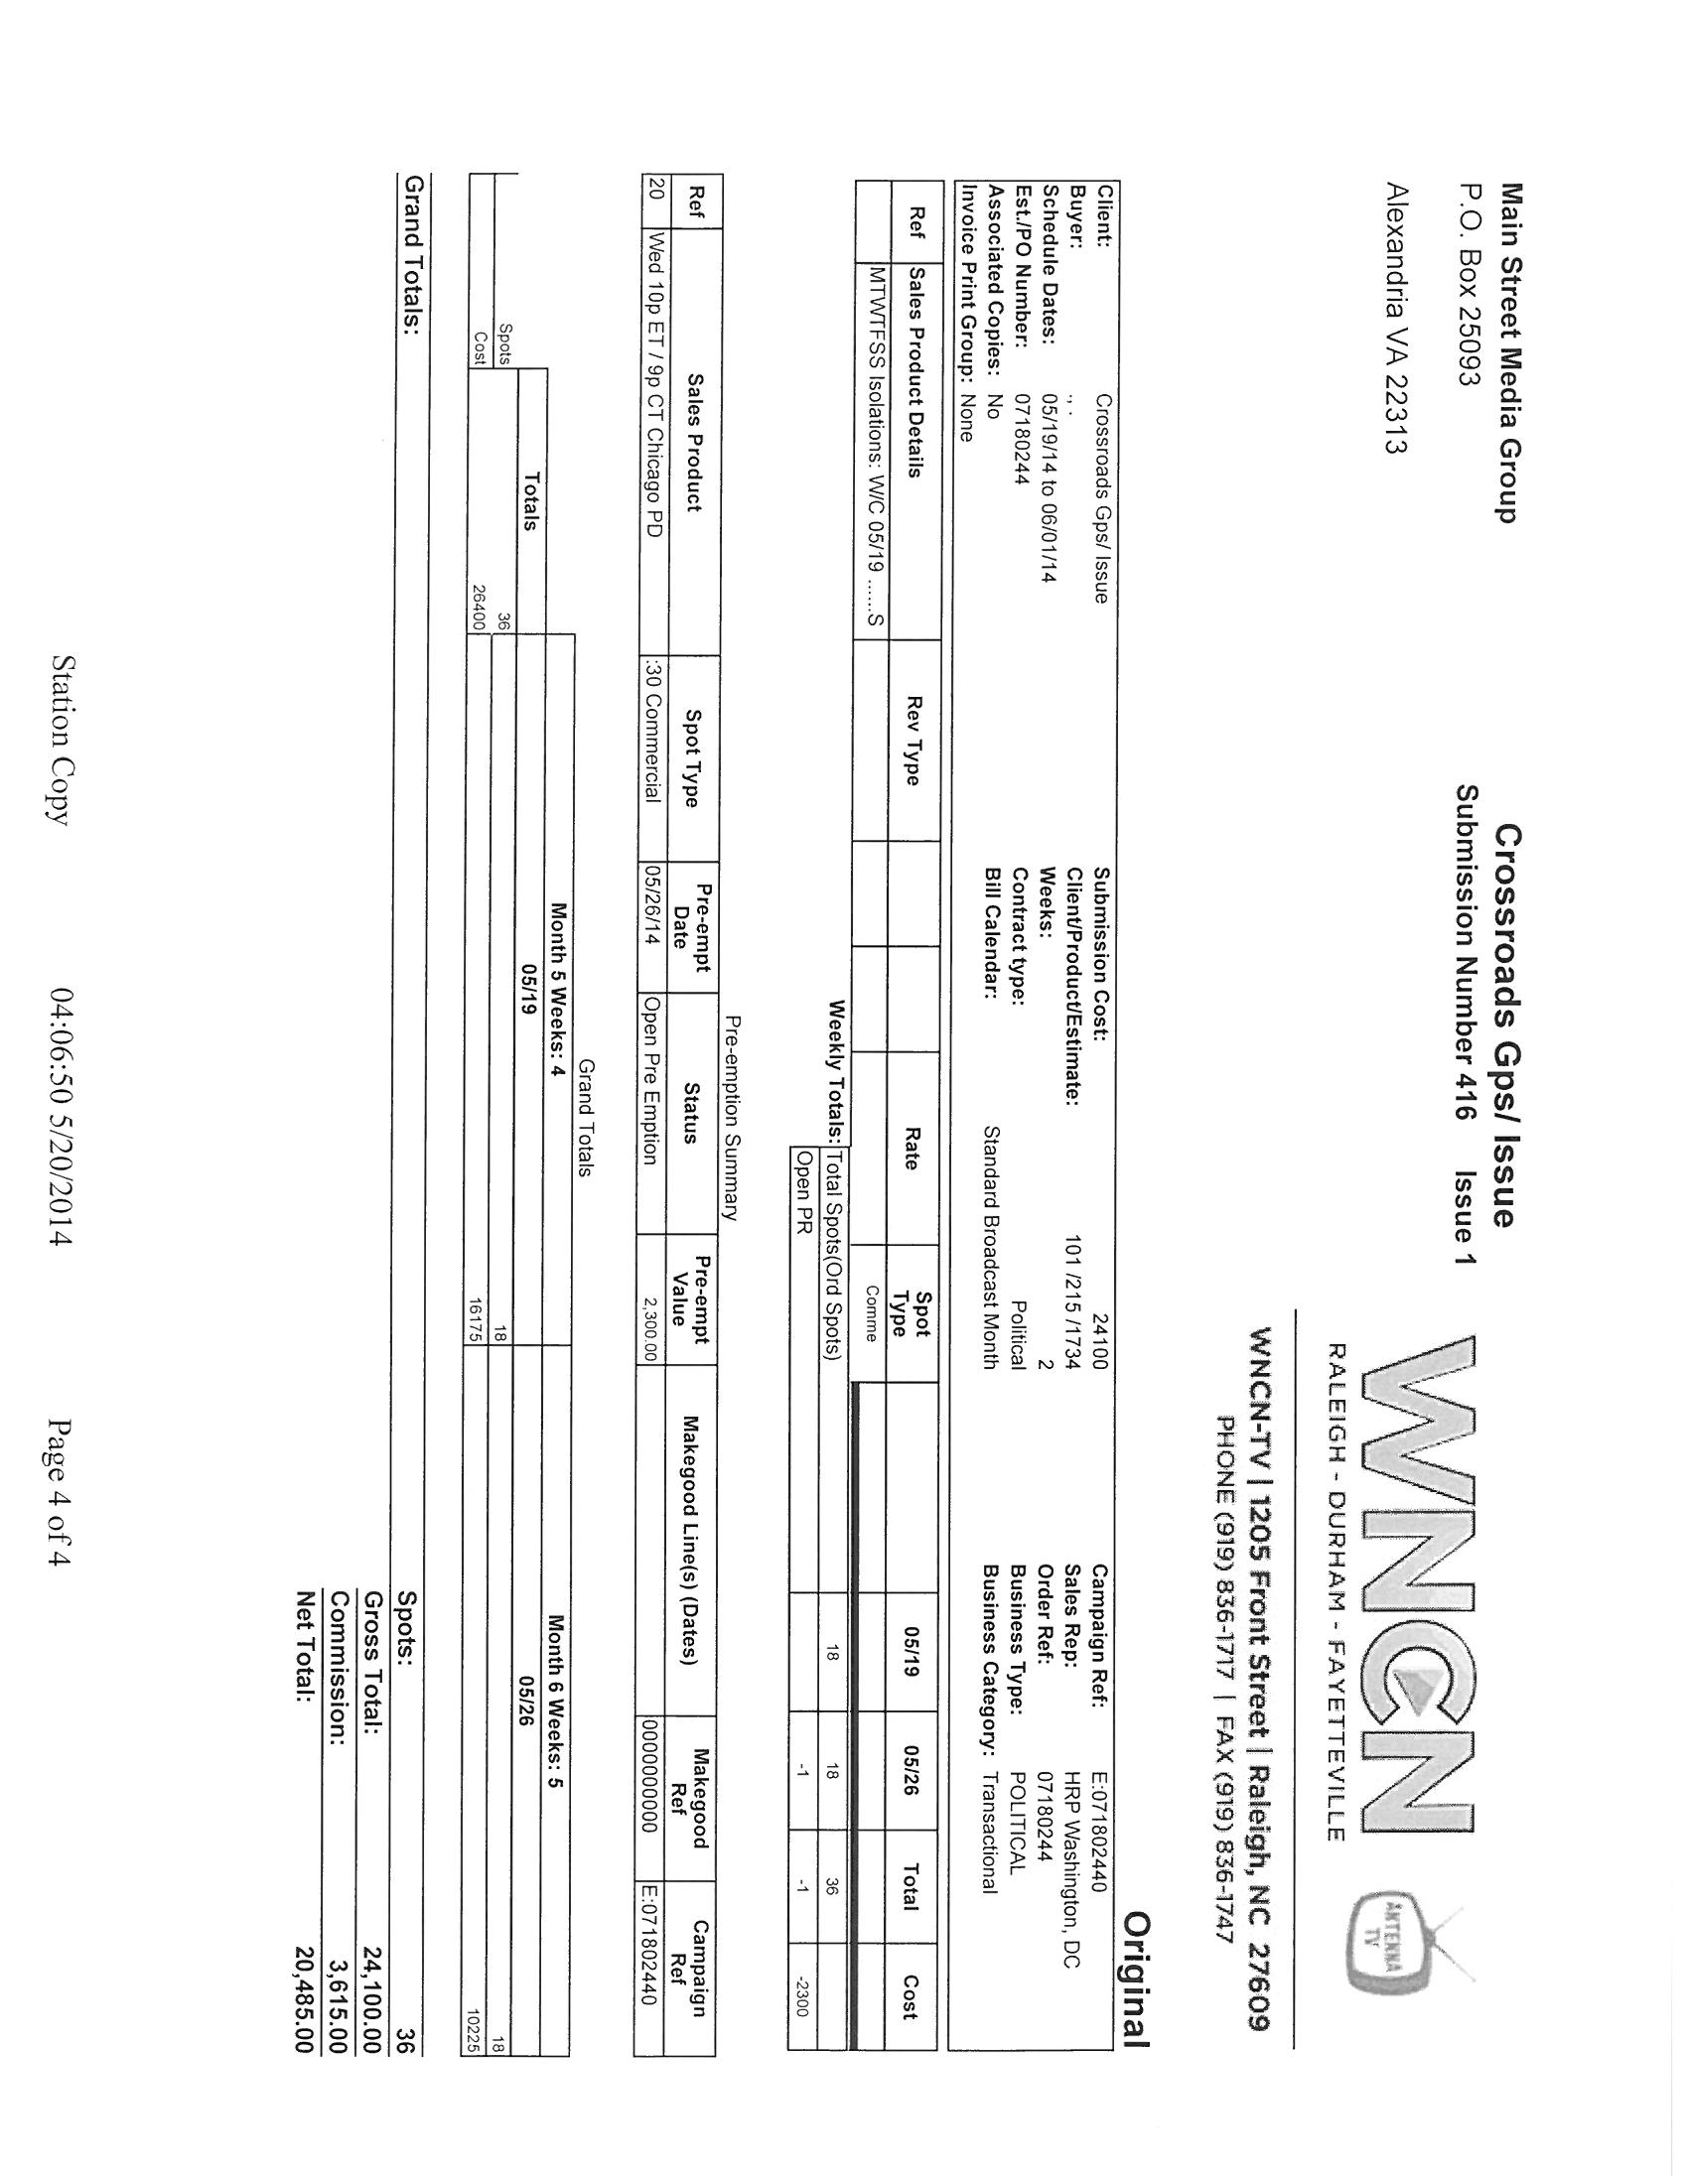 Main Street Media Group
P.O. Box 25093
Alexandria VA 22313
Crossroads Gps/ Issue
Submission Number 416 Issue 1
WNCN
RALEIGH - DURHAM - FAYETTEVILLE
ANTENNA TV
WNCN-TV | 1205 Front Street | Raleigh, NC 27609
PHONE (919) 836-1717 | FAX (919) 836-1747
Original
Client: Crossroads Gps/ Issue Submission Cost: 24100 Campaign Ref: E:071802440
Buyer: ., . Client/Product/Estimate: 101 /215 /1734 Sales Rep: HRP Washington, DC
Schedule Dates: 05/19/14 to 06/01/14 Weeks: 2 Order Ref: 07180244
Est./PO Number: 07180244 Contract type: Political Business Type: POLITICAL
Associated Copies: No Bill Calendar: Standard Broadcast Month Business Category: Transactional
Invoice Print Group: None
Ref Sales Product Details Rev Type Rate Spot Type 05/19 05/26 Total Cost
MTWTFSS Isolations: W/C 05/19 ......S Comme
Weekly Totals: Total Spots(Ord Spots) 18 18 36
Open PR -1 -1 -2300
Pre-emption Summary
Ref Sales Product Spot Type Pre-empt Date Status Pre-empt Value Makegood Line(s) (Dates) Makegood Ref Campaign Ref
20 Wed 10p ET / 9p CT Chicago PD :30 Commercial 05/26/14 Open Pre Emption 2,300.00 0000000000 E:071802440
Grand Totals
Month 5 Weeks: 4 Month 6 Weeks: 5
Totals 05/19 05/26
Spots 36 18 18
Cost 26400 16175 10225
Grand Totals: Spots: 36
Gross Total: 24,100.00
Commission: 3,615.00
Net Total: 20,485.00
Station Copy 04:06:50 5/20/2014 Page 4 of 4